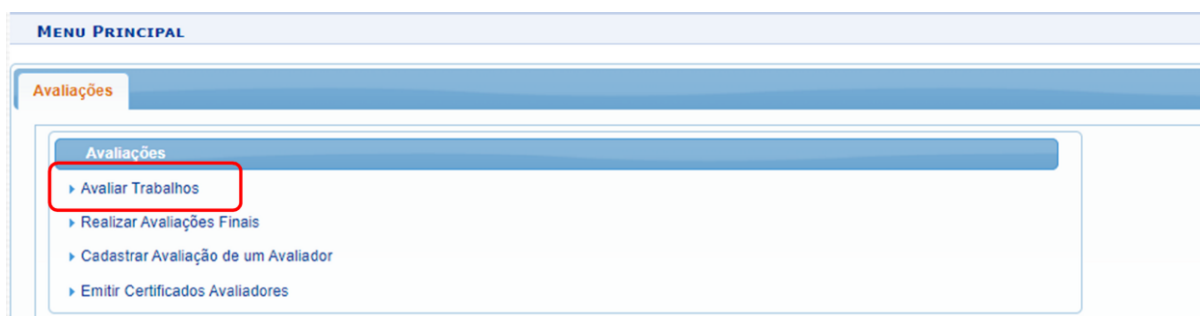 MENU PRINCIPAL
Avaliações
Avaliações
Avaliar Trabalhos
Realizar Avaliações Finais
Cadastrar Avaliação de um Avaliador
Emitir Certificados Avaliadores